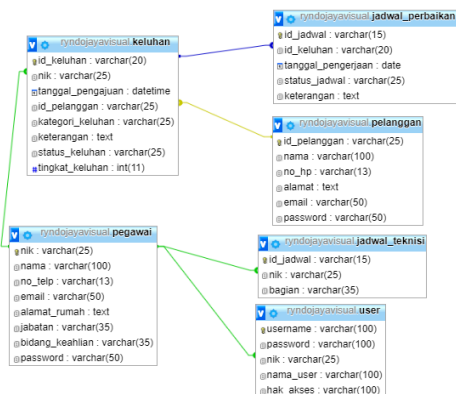 ryndojayavisual.keluhan
id_keluhan : varchar(20)
nik : varchar(25)
tanggal_pengajuan : datetime
id_pelanggan : varchar(25)
kategori_keluhan : varchar(25)
keterangan : text
status_keluhan : varchar(25)
tingkat_keluhan : int(11)
ryndojayavisual.jadwal_perbaikan
id_jadwal : varchar(15)
id_keluhan : varchar(20)
tanggal_pengerjaan : date
status_jadwal : varchar(25)
keterangan : text
ryndojayavisual.pelanggan
id_pelanggan : varchar(25)
nama : varchar(100)
no_hp : varchar(13)
alamat : text
email : varchar(50)
password : varchar(50)
ryndojayavisual.pegawai
nik : varchar(25)
nama : varchar(100)
no_telp : varchar(13)
email : varchar(50)
alamat_rumah : text
jabatan : varchar(35)
bidang_keahlian : varchar(35)
password : varchar(50)
ryndojayavisual.jadwal_teknisi
id_jadwal : varchar(15)
nik : varchar(25)
bagian : varchar(35)
ryndojayavisual.user
username : varchar(100)
password : varchar(100)
nik : varchar(25)
nama_user : varchar(100)
hak_akses : varchar(100)